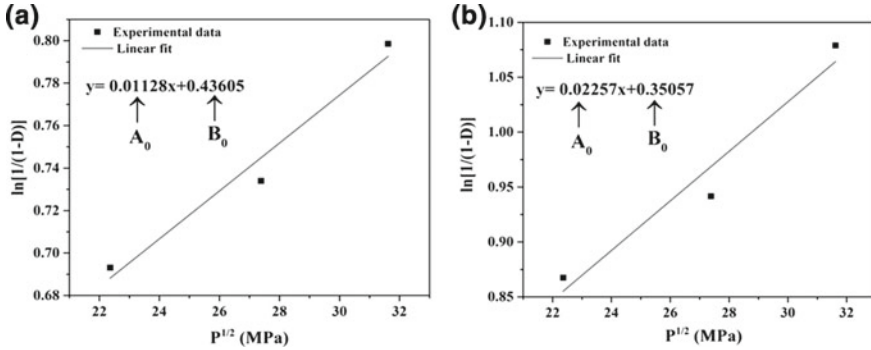 (a)
Experimental data
Linear fit
y= 0.01128x+0.43605
A0 B0
0.80
0.78
0.76
0.74
0.72
0.70
0.68
22 24 26 28 30 32
ln[1/(1-D)]
P^1/2 (MPa)
(b)
Experimental data
Linear fit
y= 0.02257x+0.35057
A0 B0
1.10
1.05
1.00
0.95
0.90
0.85
22 24 26 28 30 32
ln[1/(1-D)]
P^1/2 (MPa)